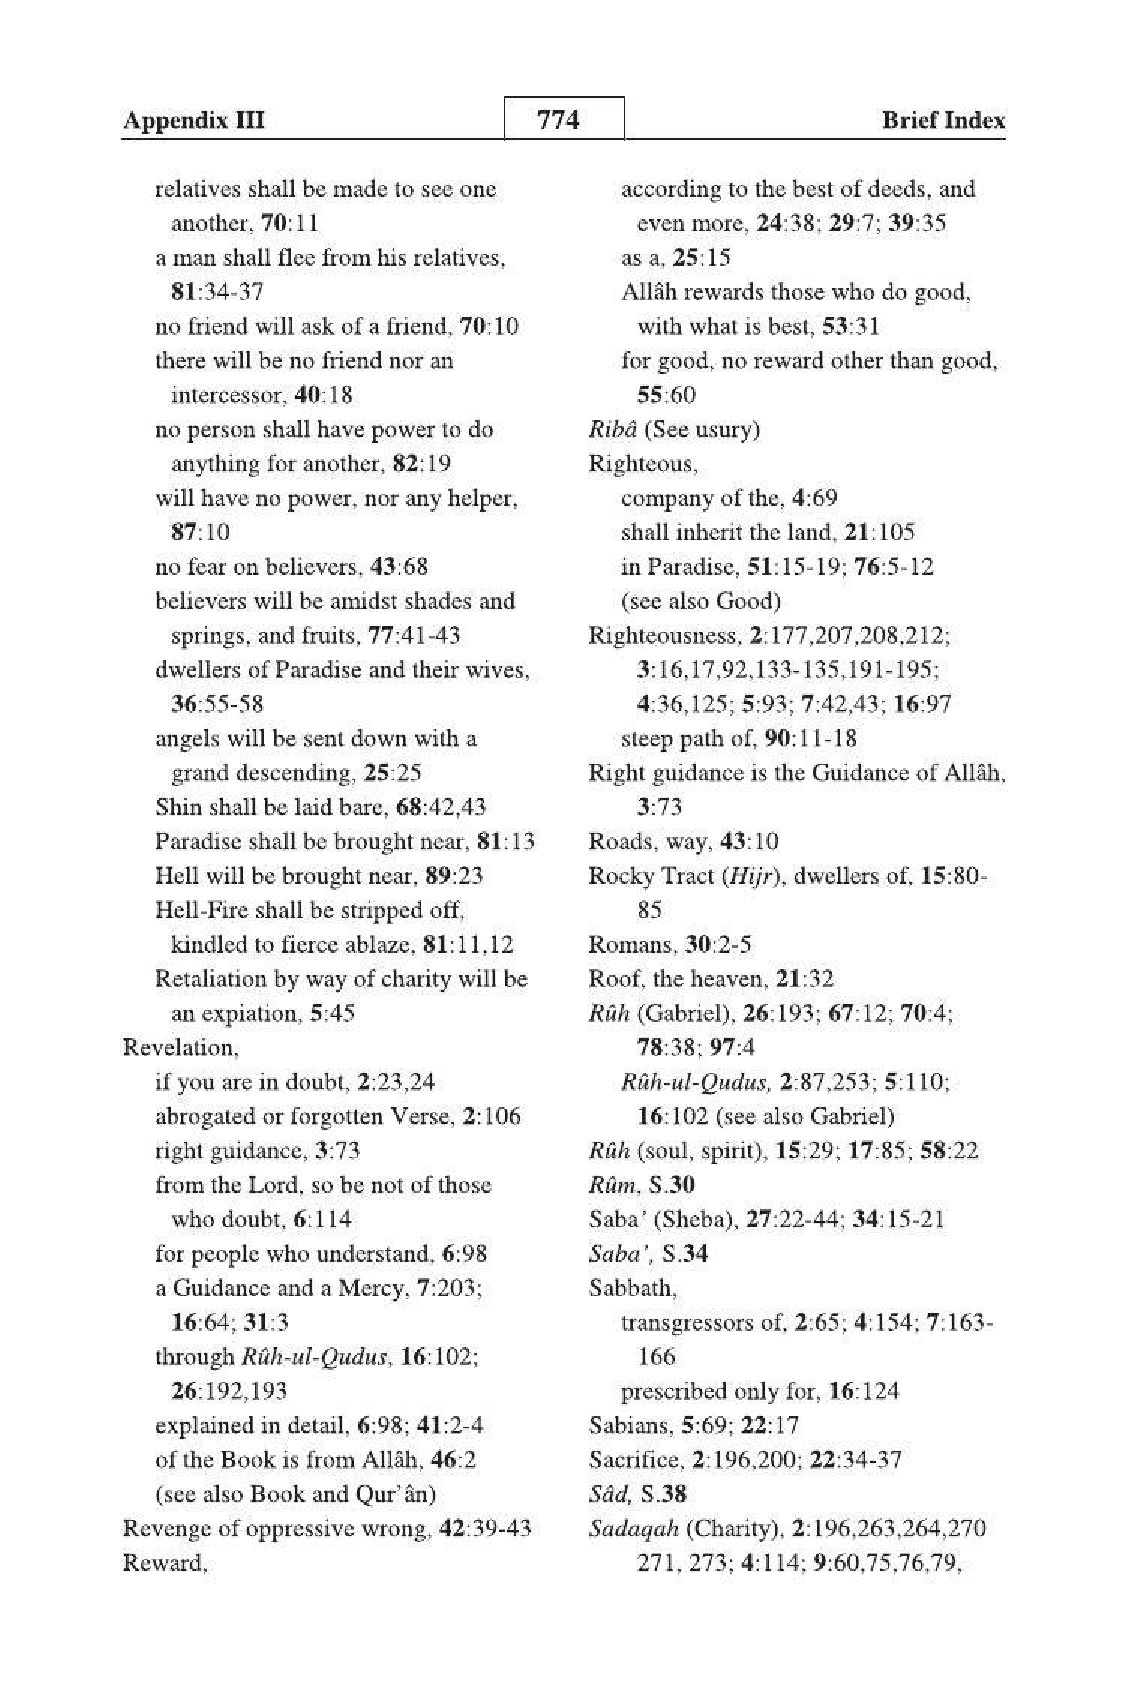 Appendix III 774 Brief Index
relatives shall be made to see one
another, 70:11
a man shall flee from his relatives,
81:34-37
no friend will ask of a friend, 70:10
there will be no friend nor an
intercessor, 40:18
no person shall have power to do
anything for another, 82:19
will have no power, nor any helper,
87:10
no fear on believers, 43:68
believers will be amidst shades and
springs, and fruits, 77:41-43
dwellers of Paradise and their wives,
36:55-58
angels will be sent down with a
grand descending, 25:25
Shin shall be laid bare, 68:42,43
Paradise shall be brought near, 81:13
Hell will be brought near, 89:23
Hell-Fire shall be stripped off,
kindled to fierce ablaze, 81:11,12
Retaliation by way of charity will be
an expiation, 5:45
Revelation,
if you are in doubt, 2:23,24
abrogated or forgotten Verse, 2:106
right guidance, 3:73
from the Lord, so be not of those
who doubt, 6:114
for people who understand, 6:98
a Guidance and a Mercy, 7:203;
16:64; 31:3
through Rûh-ul-Qudus, 16:102;
26:192,193
explained in detail, 6:98; 41:2-4
of the Book is from Allâh, 46:2
(see also Book and Qur’ân)
Revenge of oppressive wrong, 42:39-43
Reward,
according to the best of deeds, and
even more, 24:38; 29:7; 39:35
as a, 25:15
Allâh rewards those who do good,
with what is best, 53:31
for good, no reward other than good,
55:60
Ribâ (See usury)
Righteous,
company of the, 4:69
shall inherit the land, 21:105
in Paradise, 51:15-19; 76:5-12
(see also Good)
Righteousness, 2:177,207,208,212;
3:16,17,92,133-135,191-195;
4:36,125; 5:93; 7:42,43; 16:97
steep path of, 90:11-18
Right guidance is the Guidance of Allâh,
3:73
Roads, way, 43:10
Rocky Tract (Hijr), dwellers of, 15:80-
85
Romans, 30:2-5
Roof, the heaven, 21:32
Rûh (Gabriel), 26:193; 67:12; 70:4;
78:38; 97:4
Rûh-ul-Qudus, 2:87,253; 5:110;
16:102 (see also Gabriel)
Rûh (soul, spirit), 15:29; 17:85; 58:22
Rûm, S.30
Saba’ (Sheba), 27:22-44; 34:15-21
Saba’, S.34
Sabbath,
transgressors of, 2:65; 4:154; 7:163-
166
prescribed only for, 16:124
Sabians, 5:69; 22:17
Sacrifice, 2:196,200; 22:34-37
Sâd, S.38
Sadaqah (Charity), 2:196,263,264,270
271, 273; 4:114; 9:60,75,76,79,